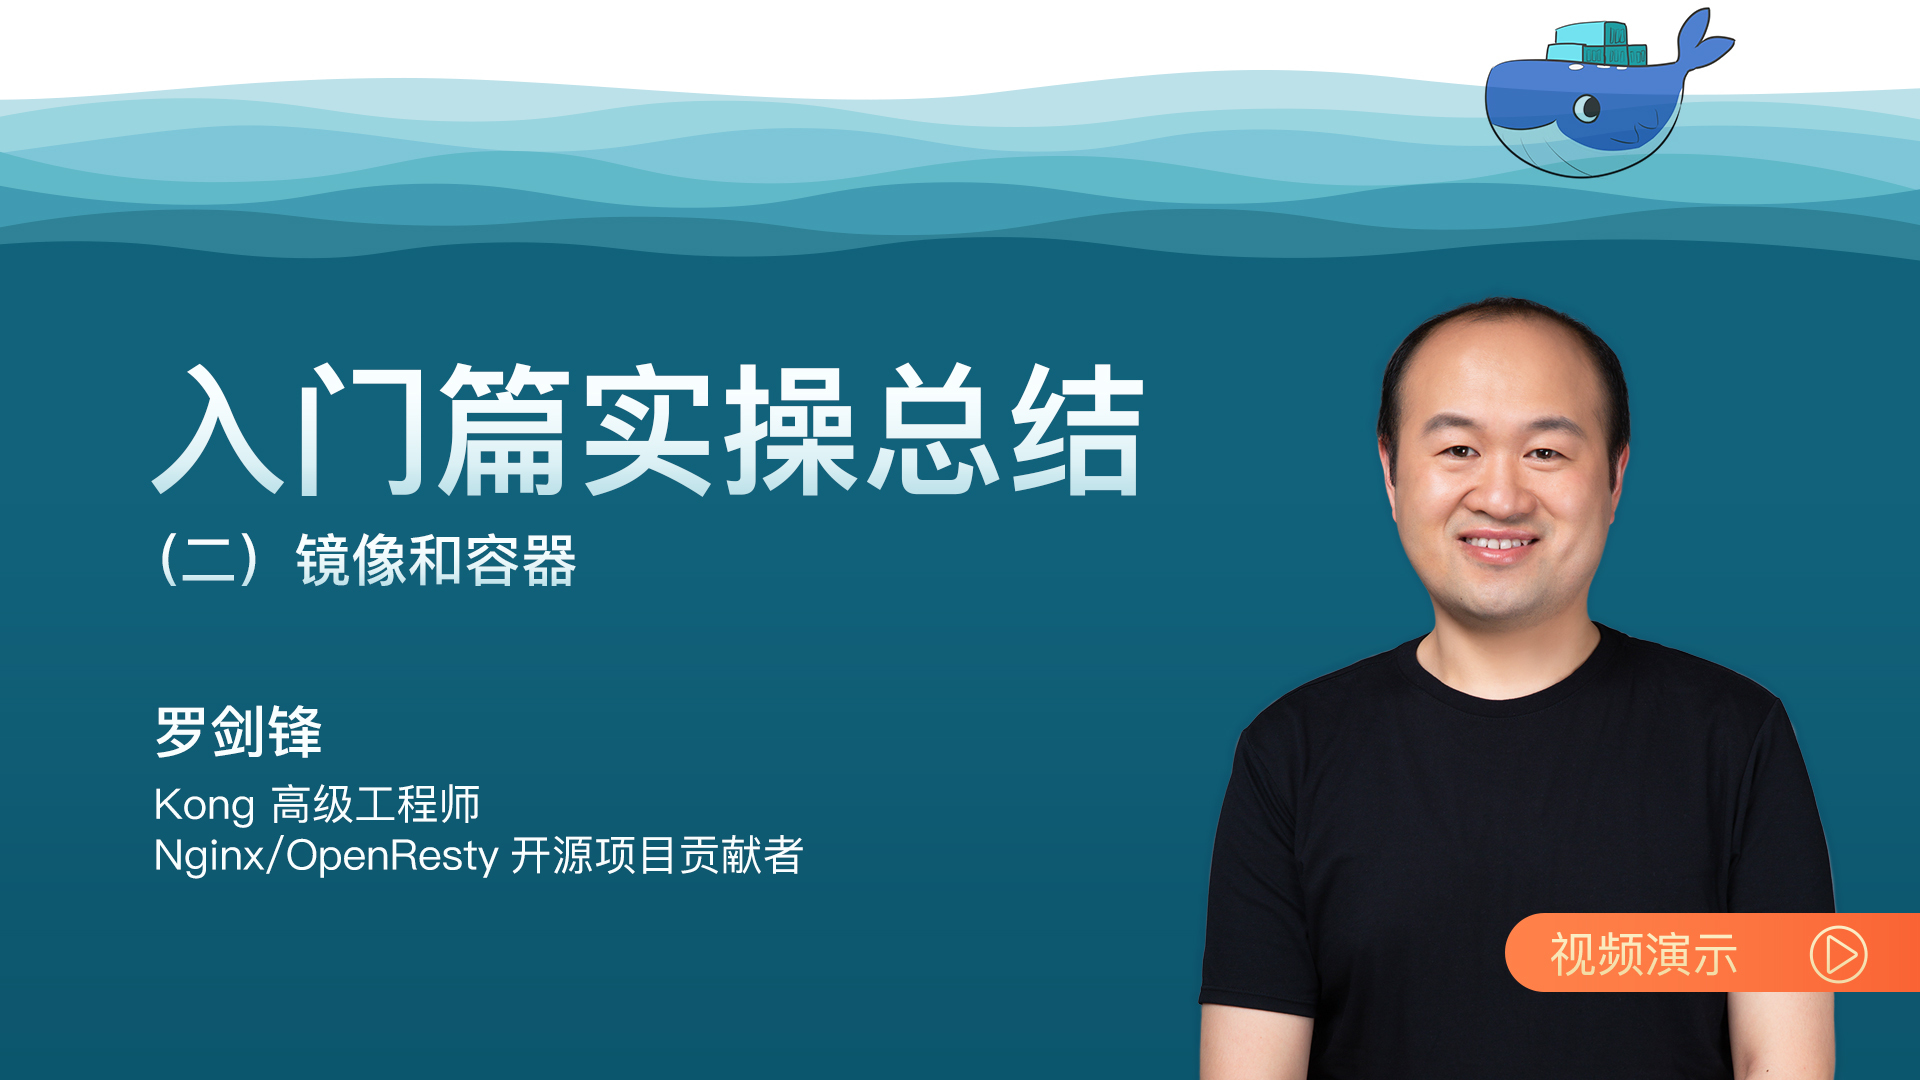 入门篇实操总结
（二）镜像和容器
罗剑锋
Kong 高级工程师
Nginx/OpenResty 开源项目贡献者
视频演示